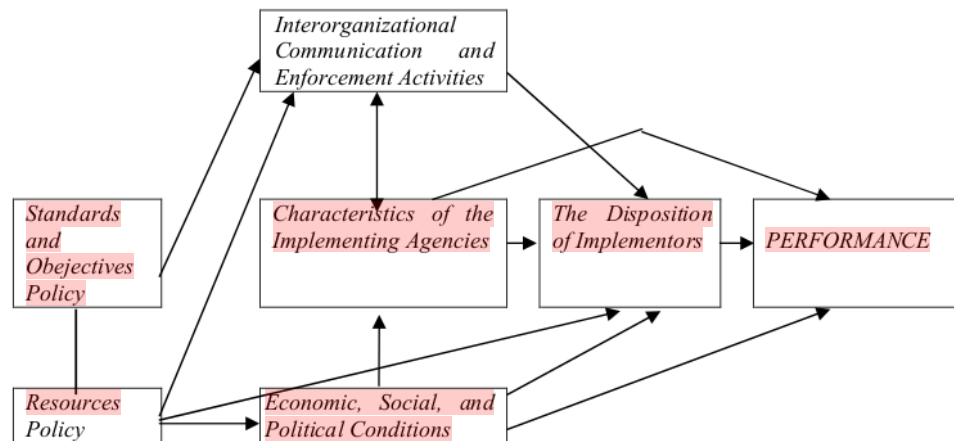 Interorganizational
Communication and
Enforcement Activities
Standards
and
Obejectives
Policy
Characteristics of the
Implementing Agencies
The Disposition
of Implementors
PERFORMANCE
Resources
Policy
Economic, Social, and
Political Conditions